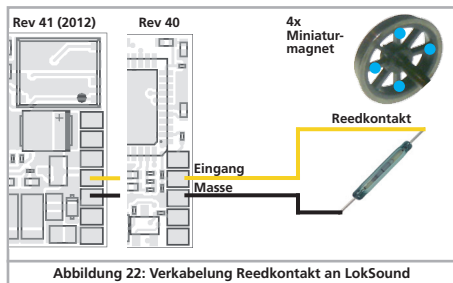 Rev 41 (2012)
Rev 40
4x
Miniatur-
magnet
Reedkontakt
Eingang
Masse
Abbildung 22: Verkabelung Reedkontakt an LokSound